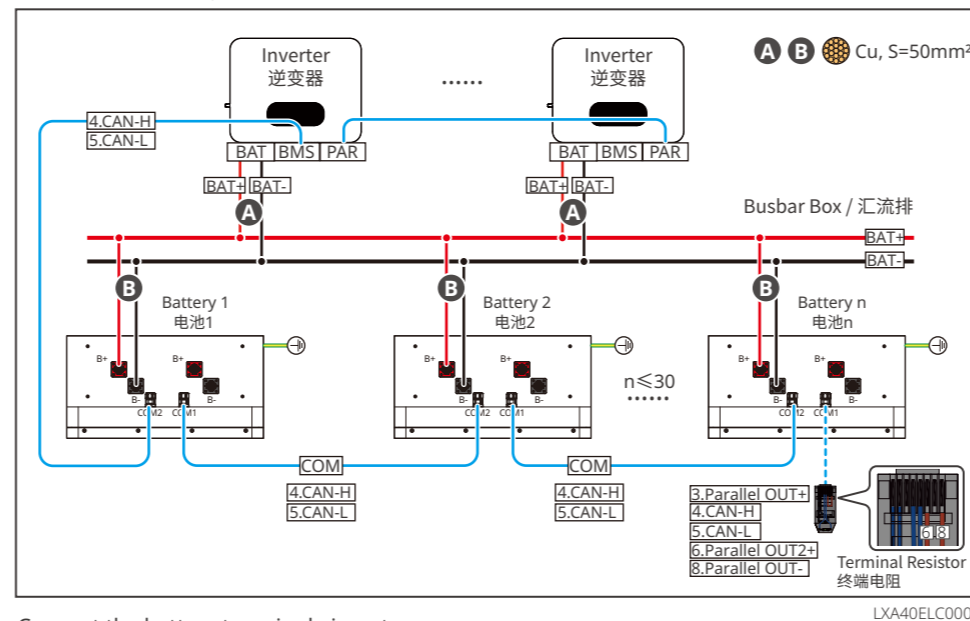 Inverter
逆变器
......
Inverter
逆变器
A B Cu, S=50mm²
4.CAN-H
5.CAN-L
BAT BMS PAR
BAT BMS PAR
BAT+ BAT-
BAT+ BAT-
A
A
Busbar Box / 汇流排
BAT+
BAT-
B
B
B
Battery 1
电池1
Battery 2
电池2
Battery n
电池n
B+ B+
B+ B+
B+ B+
n≤30
......
B- B-
B- B-
B- B-
COM2 COM1
COM2 COM1
COM2 COM1
COM
4.CAN-H
5.CAN-L
COM
4.CAN-H
5.CAN-L
3.Parallel OUT+
4.CAN-H
5.CAN-L
6.Parallel OUT2+
8.Parallel OUT-
6 8
Terminal Resistor
终端电阻
LXA40ELC000